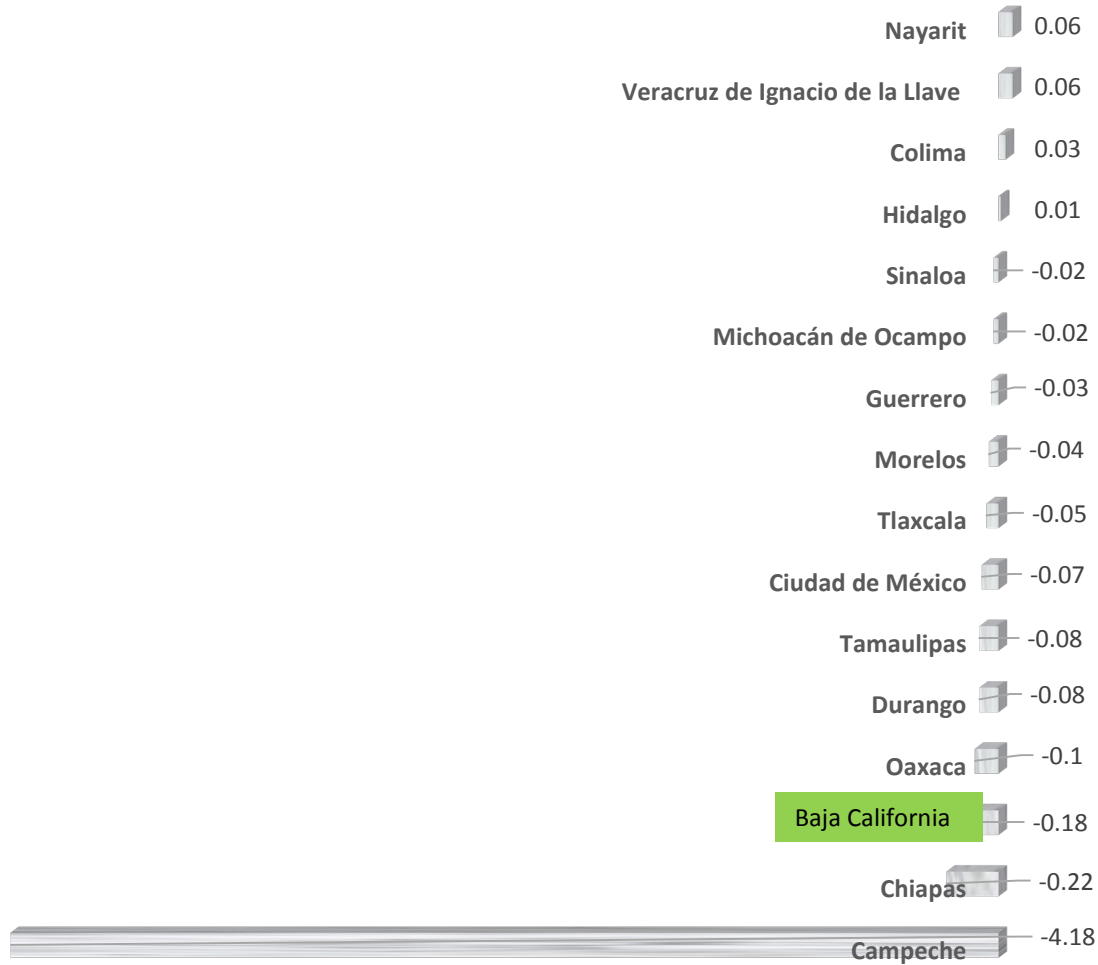 Nayarit 0.06
Veracruz de Ignacio de la Llave 0.06
Colima 0.03
Hidalgo 0.01
Sinaloa -0.02
Michoacán de Ocampo -0.02
Guerrero -0.03
Morelos -0.04
Tlaxcala -0.05
Ciudad de México -0.07
Tamaulipas -0.08
Durango -0.08
Oaxaca -0.1
Baja California -0.18
Chiapas -0.22
Campeche -4.18